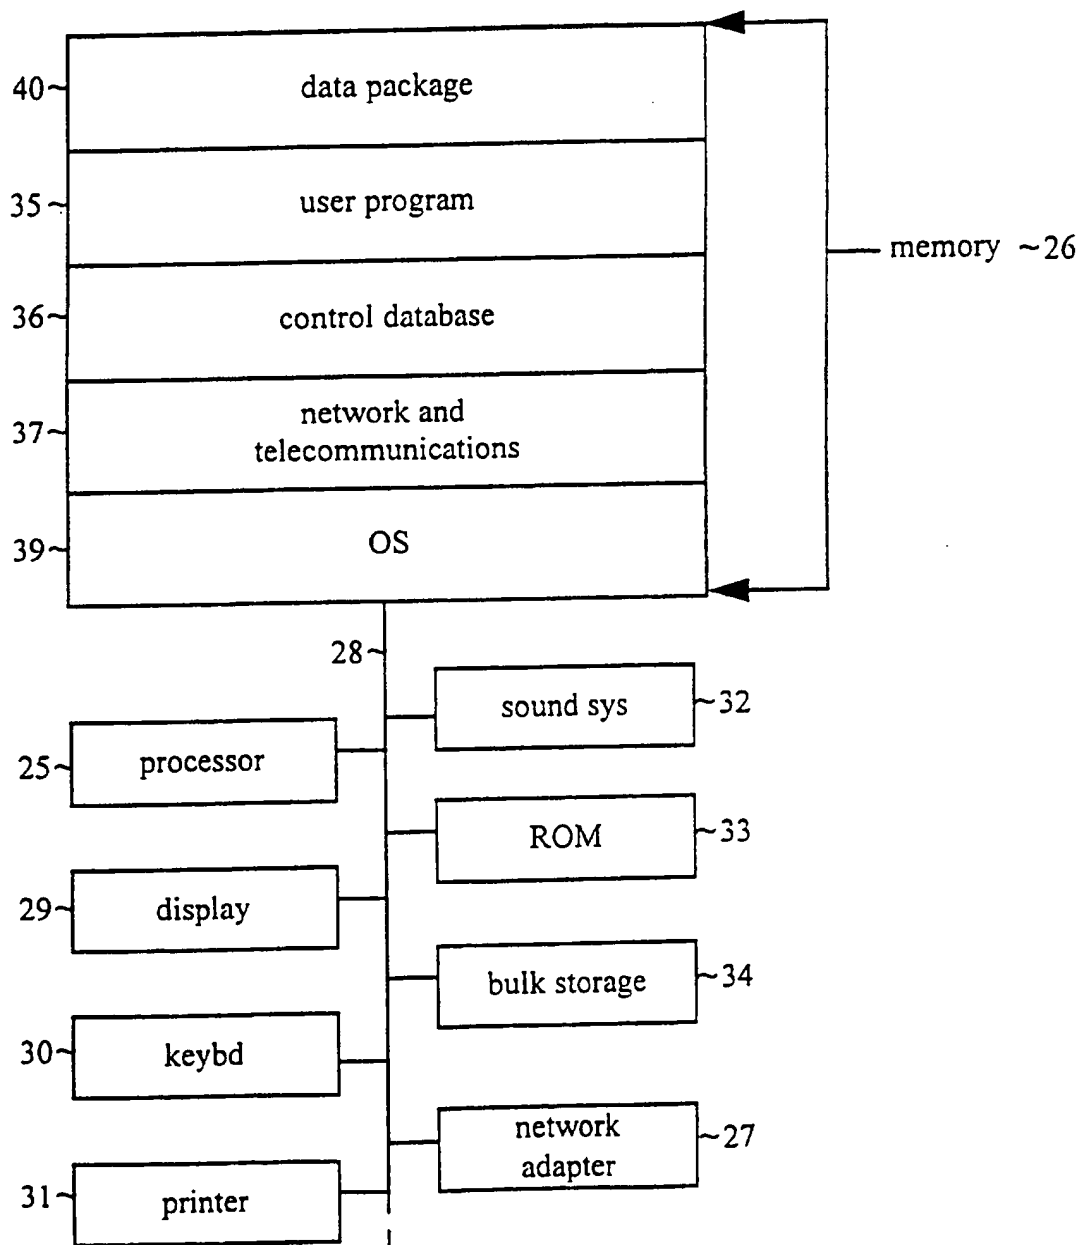 40~
data package
35~
user program
memory ~26
36~
control database
37~
network and
telecommunications
39~
OS
28~
sound sys
~32
25~
processor
ROM
~33
29~
display
bulk storage
~34
30~
keybd
network
adapter
~27
31~
printer